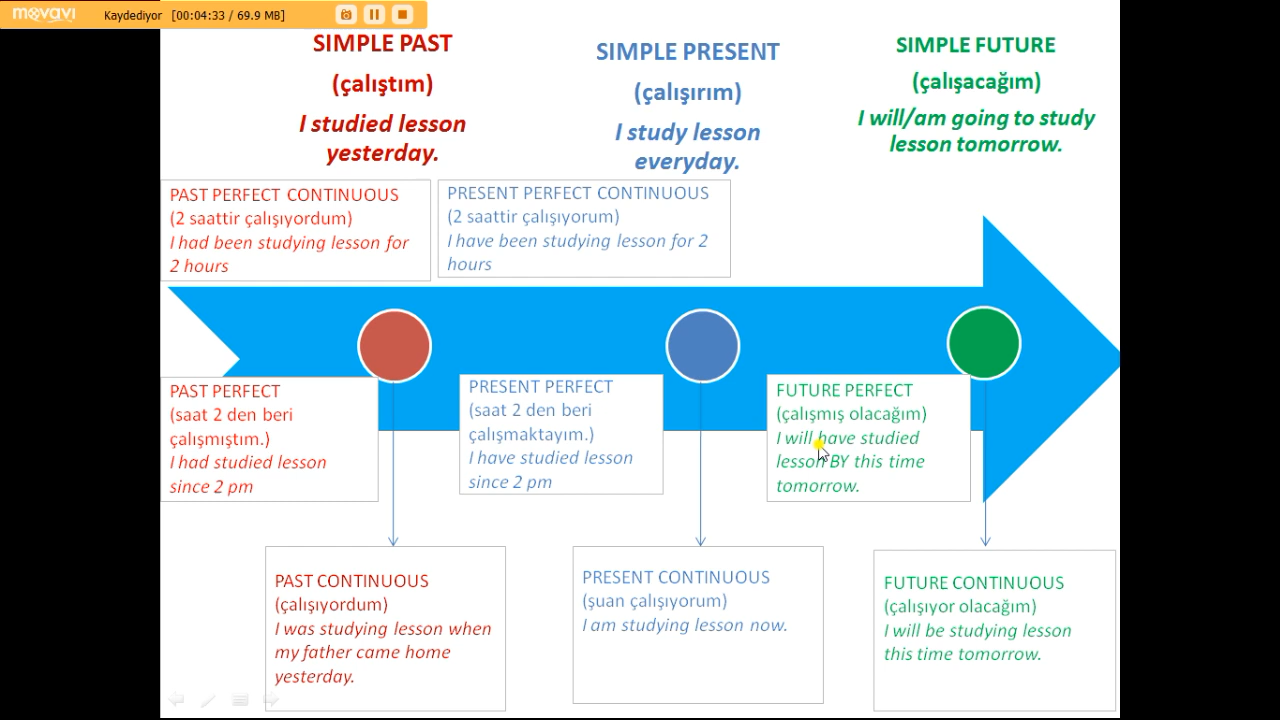 movavi
Kaydediyor [00:04:33 / 69.9 MB]
SIMPLE PAST
(çalıştım)
I studied lesson
yesterday.
SIMPLE PRESENT
(çalışırım)
I study lesson
everyday.
SIMPLE FUTURE
(çalışacağım)
I will/am going to study
lesson tomorrow.
PAST PERFECT CONTINUOUS
(2 saattir çalışıyordum)
I had been studying lesson for
2 hours
PRESENT PERFECT CONTINUOUS
(2 saattir çalışıyorum)
I have been studying lesson for 2
hours
PAST PERFECT
(saat 2 den beri
çalışmıştım.)
I had studied lesson
since 2 pm
PRESENT PERFECT
(saat 2 den beri
çalışmaktayım.)
I have studied lesson
since 2 pm
FUTURE PERFECT
(çalışmış olacağım)
I will have studied
lesson BY this time
tomorrow.
PAST CONTINUOUS
(çalışıyordum)
I was studying lesson when
my father came home
yesterday.
PRESENT CONTINUOUS
(şuan çalışıyorum)
I am studying lesson now.
FUTURE CONTINUOUS
(çalışıyor olacağım)
I will be studying lesson
this time tomorrow.